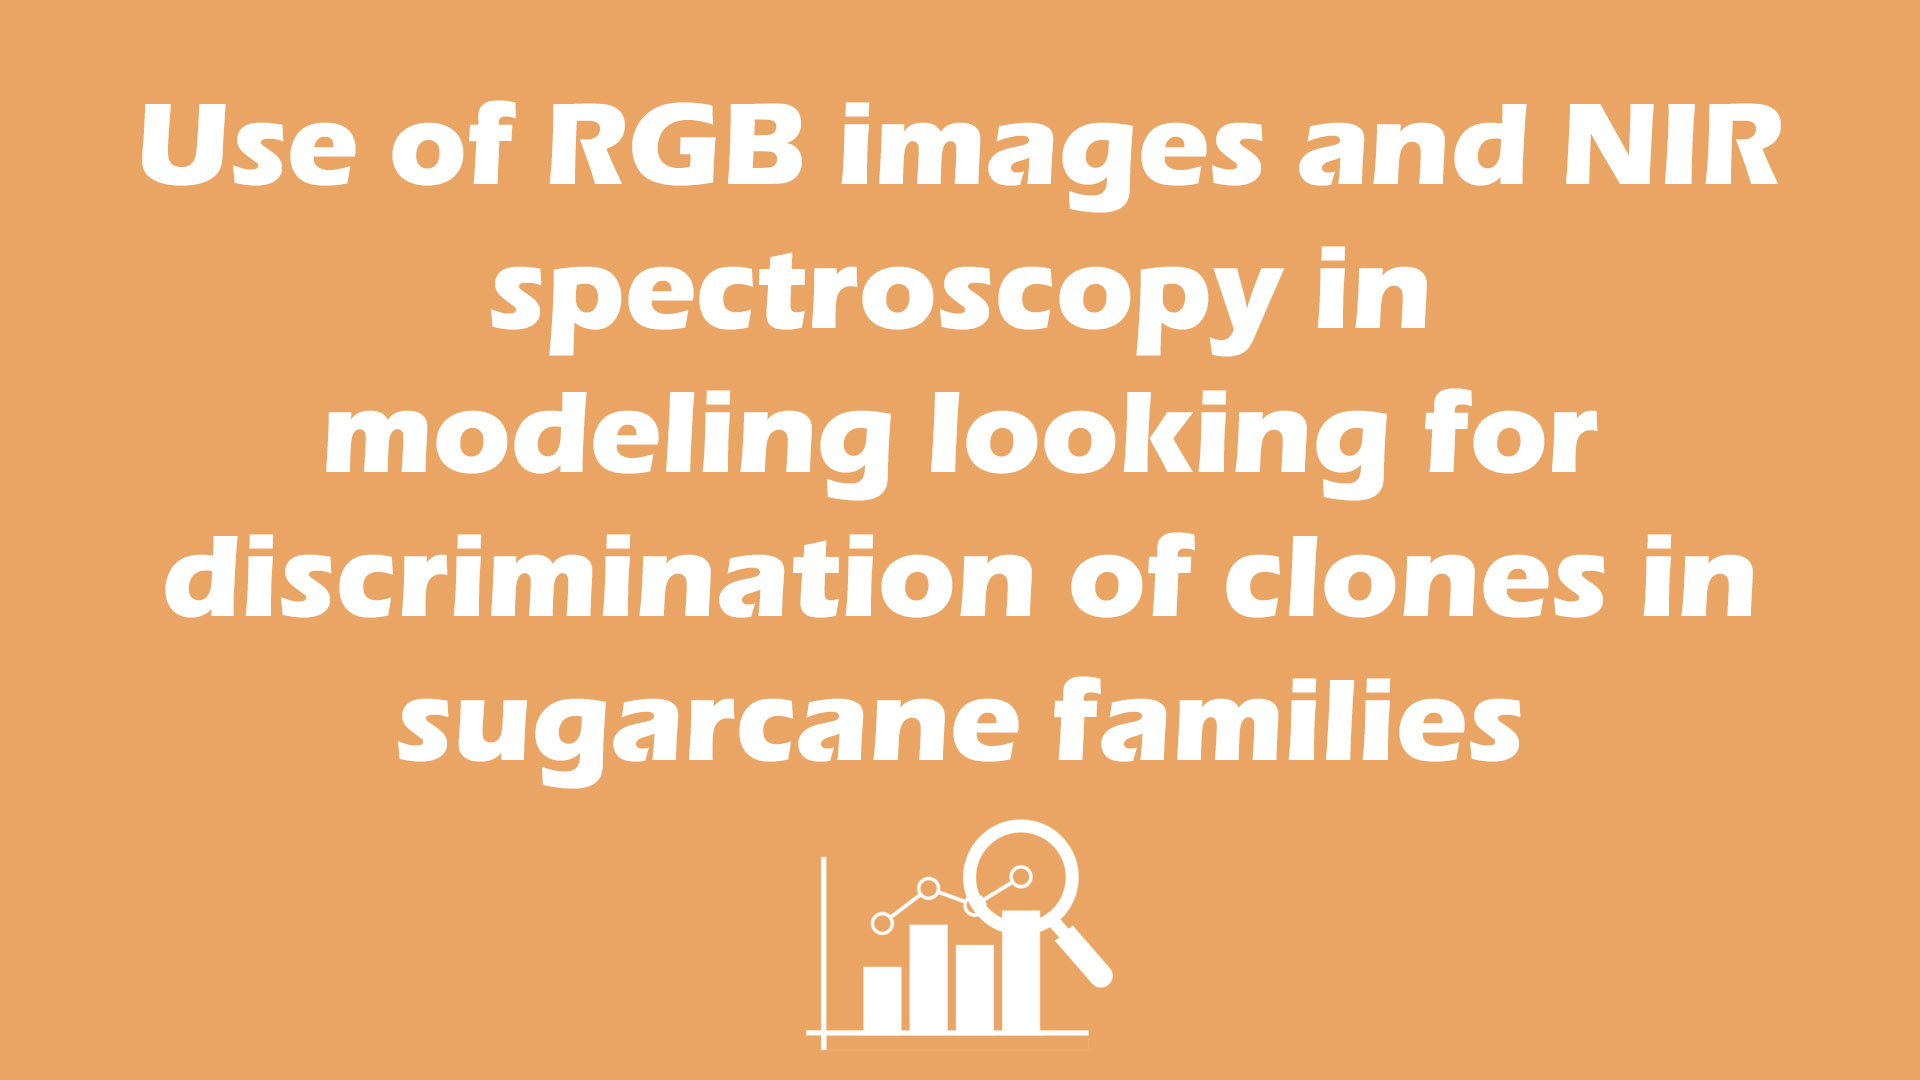 Use of RGB images and NIR
spectroscopy in
modeling looking for
discrimination of clones in
sugarcane families